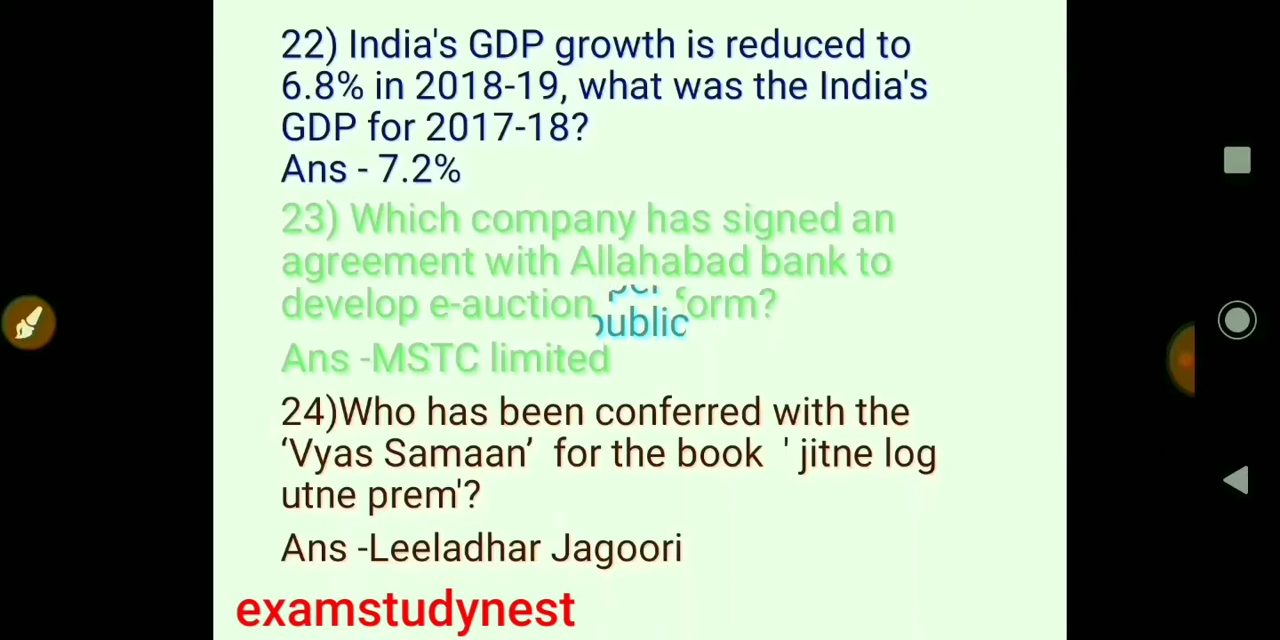 22) India's GDP growth is reduced to
6.8% in 2018-19, what was the India's
GDP for 2017-18?
Ans - 7.2%
23) Which company has signed an
agreement with Allahabad bank to
develop e-auction
public
Ans -MSTC limited
24)Who has been conferred with the
‘Vyas Samaan’ for the book ' jitne log
utne prem'?
Ans -Leeladhar Jagoori
examstudynest